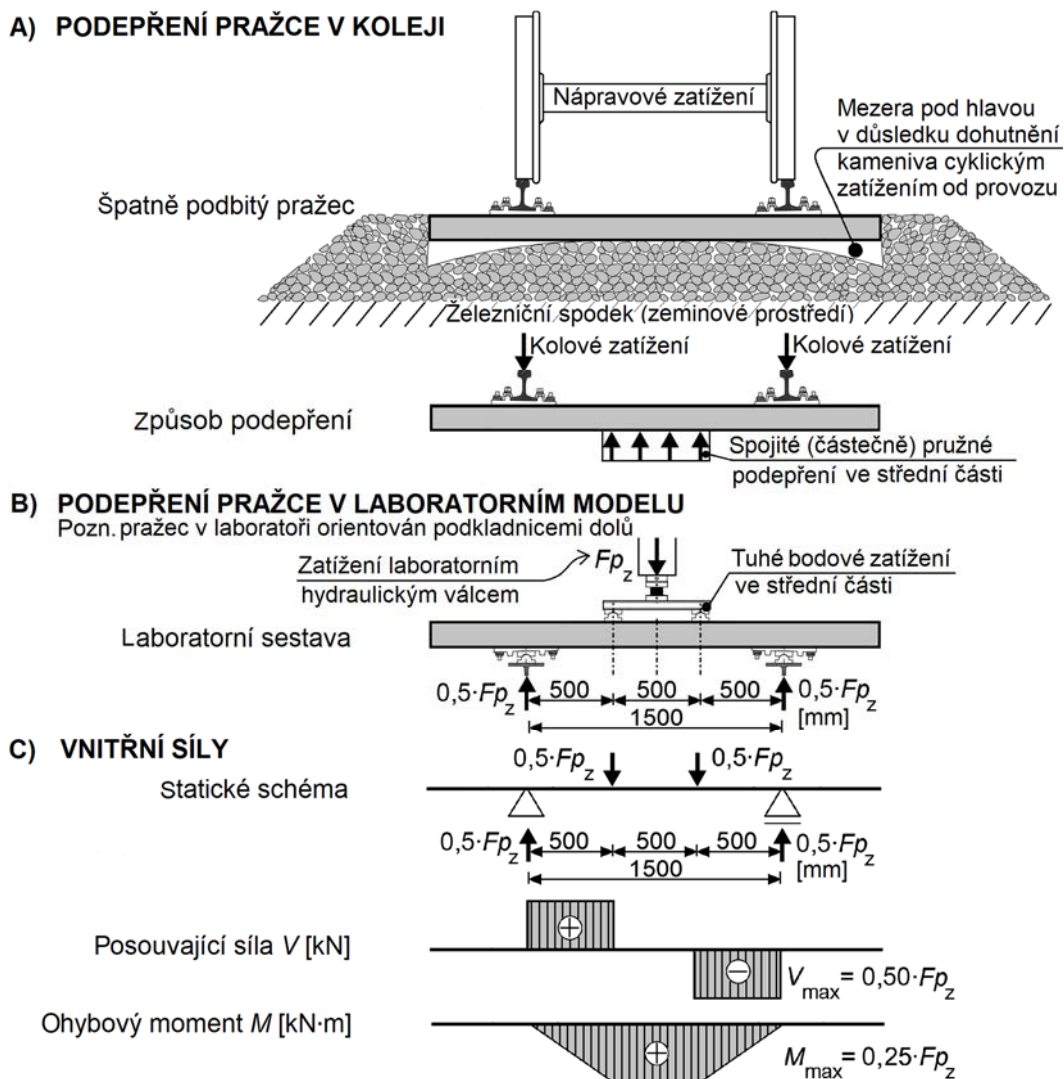 A) PODEPŘENÍ PRAŽCE V KOLEJI
Nápravové zatížení
Mezera pod hlavou
v důsledku dohutnění
kameniva cyklickým
zatížením od provozu
Špatně podbitý pražec
Železniční spodek (zeminové prostředí)
Kolové zatížení
Kolové zatížení
Způsob podepření
Spojité (částečně) pružné
podepření ve střední části
B) PODEPŘENÍ PRAŽCE V LABORATORNÍM MODELU
Pozn. pražec v laboratoři orientován podkladnicemi dolů
Zatížení laboratorním
hydraulickým válcem
Fpz
Tuhé bodové zatížení
ve střední části
Laboratorní sestava
0,5·Fpz 500 500 500 0,5·Fpz
1500 [mm]
C) VNITŘNÍ SÍLY
0,5·Fpz 0,5·Fpz
Statické schéma
0,5·Fpz 500 500 500 0,5·Fpz
1500 [mm]
+
Posouvající síla V [kN]
−
Vmax = 0,50·Fpz
Ohybový moment M [kN·m]
+
Mmax = 0,25·Fpz